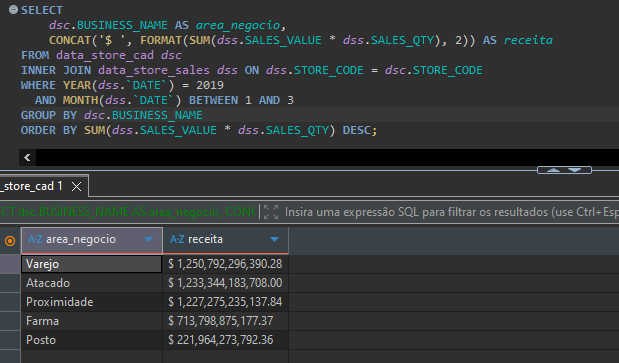 SELECT
dsc.BUSINESS_NAME AS area_negocio,
CONCAT('$ ', FORMAT(SUM(dss.SALES_VALUE * dss.SALES_QTY), 2)) AS receita
FROM data_store_cad dsc
INNER JOIN data_store_sales dss ON dss.STORE_CODE = dsc.STORE_CODE
WHERE YEAR(dss.`DATE`) = 2019
AND MONTH(dss.`DATE`) BETWEEN 1 AND 3
GROUP BY dsc.BUSINESS_NAME
ORDER BY SUM(dss.SALES_VALUE * dss.SALES_QTY) DESC;
_store_cad 1
CT dsc.BUSINESS_NAME AS area_negocio, CONC Insira uma expressão SQL para filtrar os resultados (use Ctrl+Esp
A-Z area_negocio A-Z receita
Varejo $ 1,250,792,296,390.28
Atacado $ 1,233,344,183,708.00
Proximidade $ 1,227,275,235,137.84
Farma $ 713,798,875,177.37
Posto $ 221,964,273,792.36